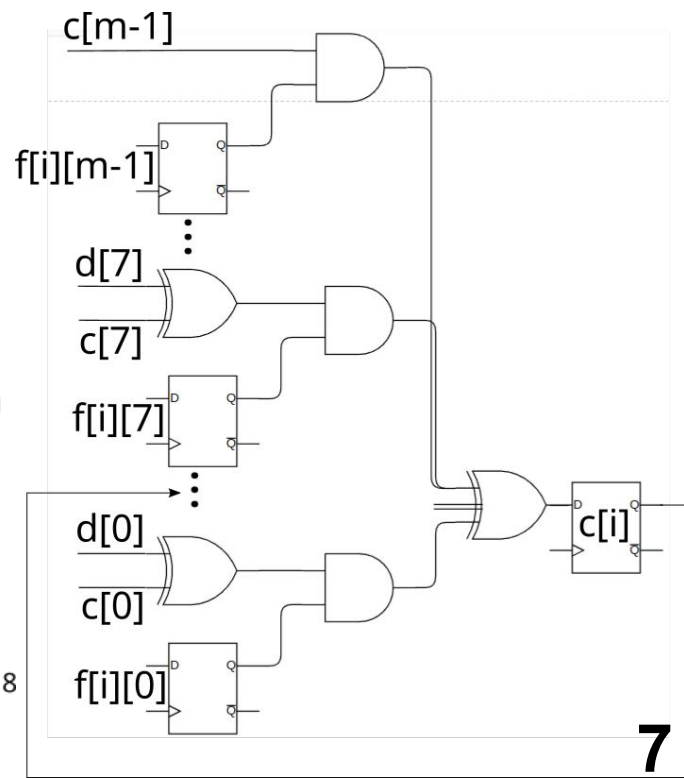 c[m-1]
D Q
f[i][m-1]
Q
d[7]
c[7]
D Q
f[i][7]
Q
d[0]
D Q
c[i]
Q
c[0]
D Q
f[i][0]
Q
8
7